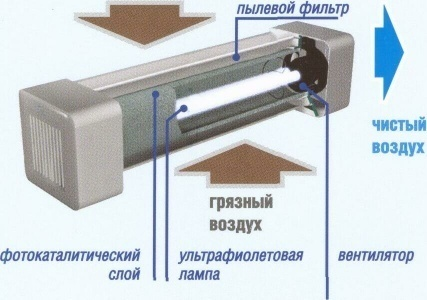 пылевой фильтр
чистый
воздух
грязный
воздух
фотокаталитический
слой
ультрафиолетовая
лампа
вентилятор